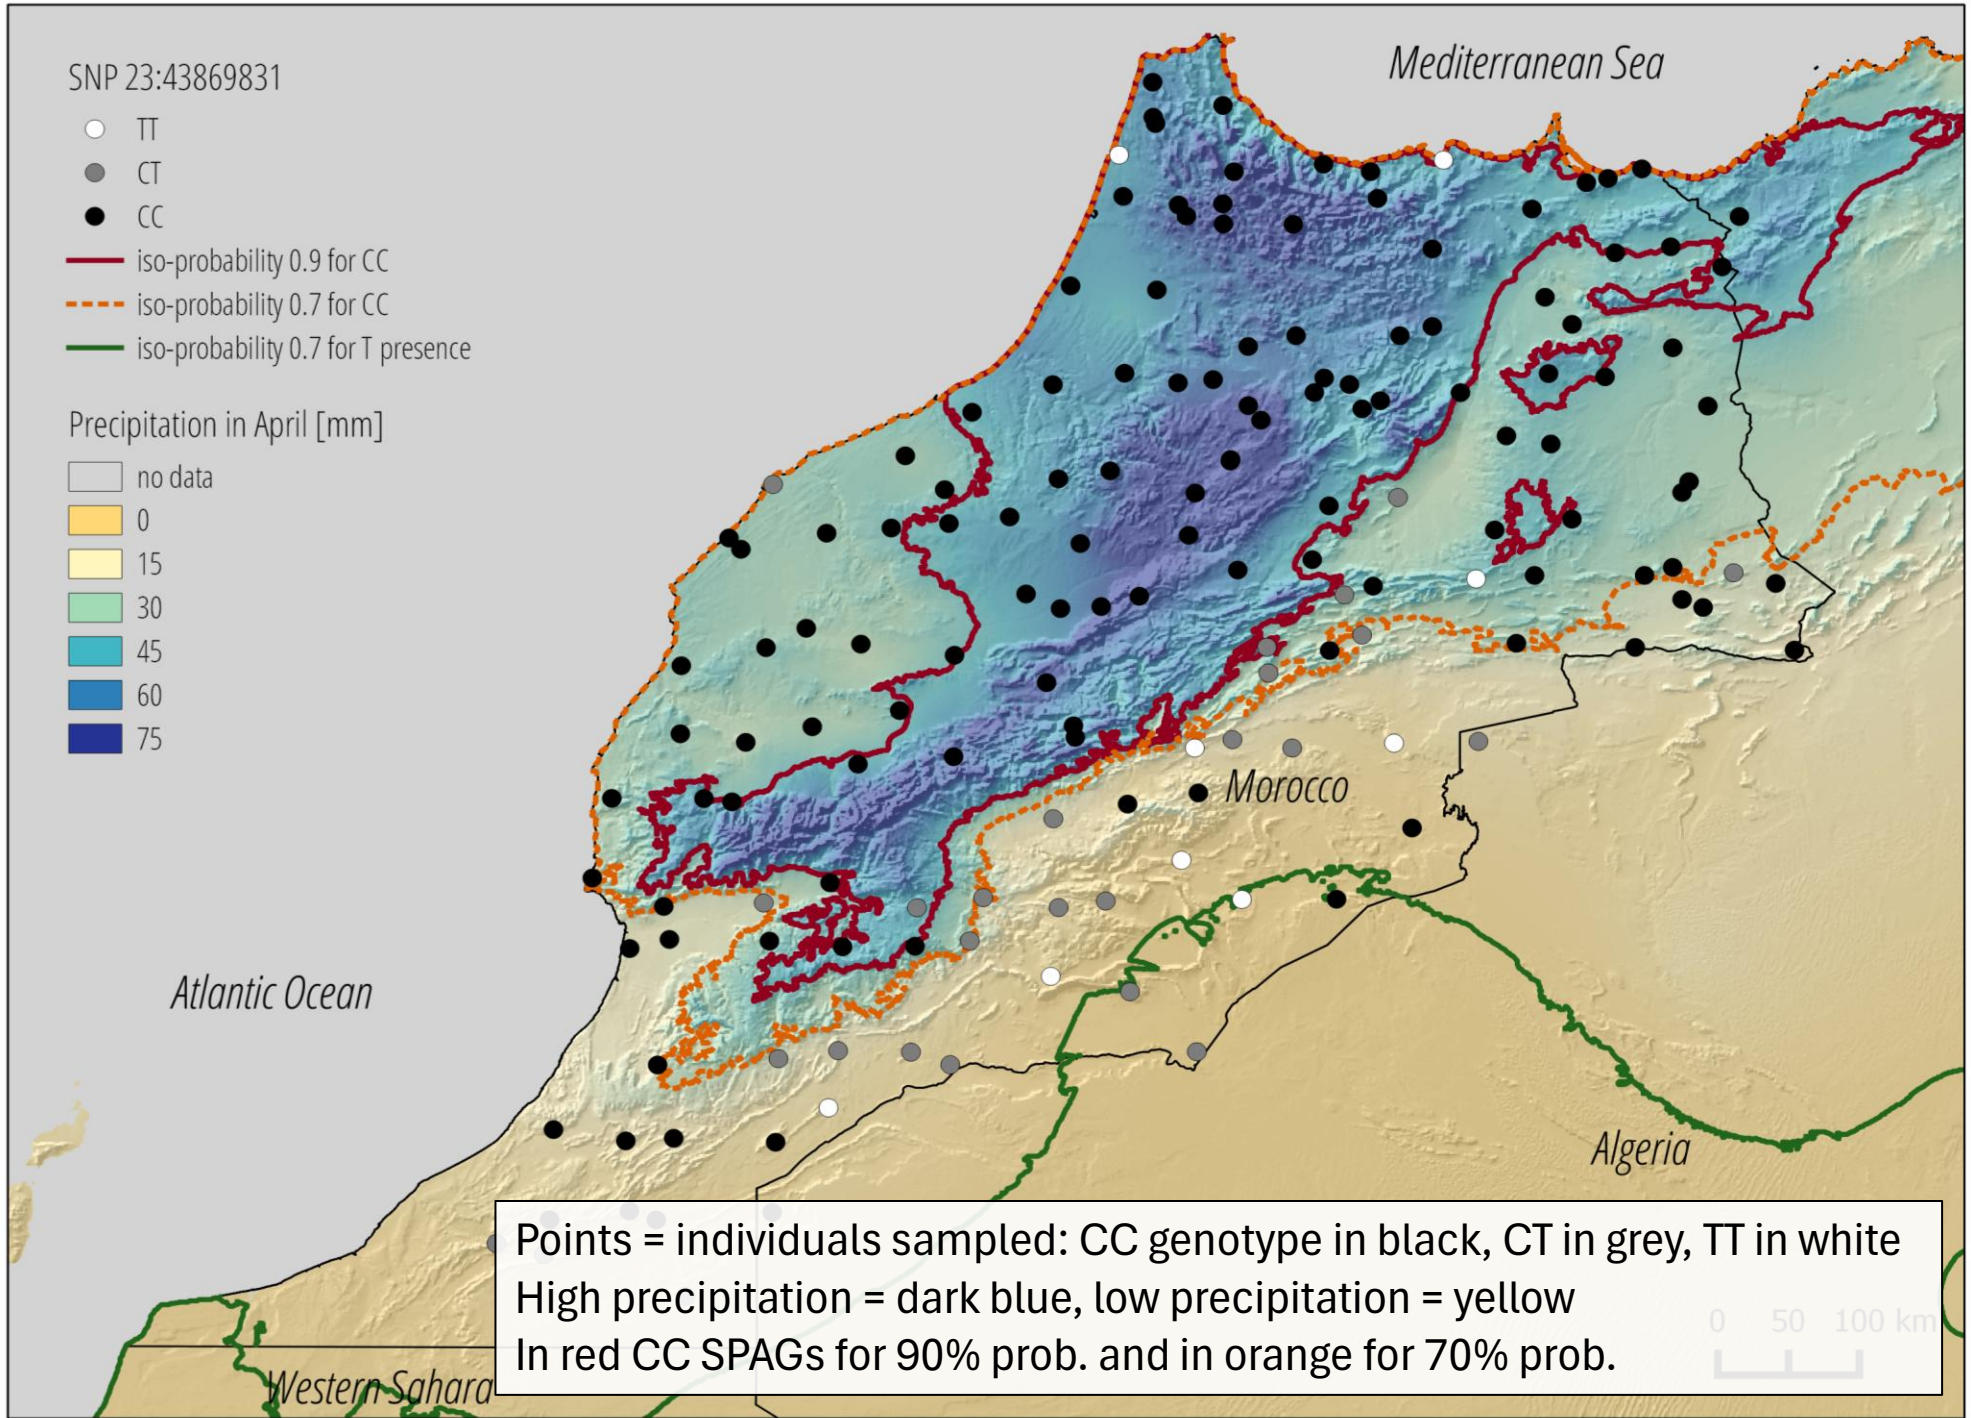 SNP 23:43869831
TT
CT
CC
iso-probability 0.9 for CC
iso-probability 0.7 for CC
iso-probability 0.7 for T presence
Precipitation in April [mm]
no data
0
15
30
45
60
75
Mediterranean Sea
Morocco
Atlantic Ocean
Algeria
Western Sahara
Points = individuals sampled: CC genotype in black, CT in grey, TT in white
High precipitation = dark blue, low precipitation = yellow
In red CC SPAGs for 90% prob. and in orange for 70% prob.
0 50 100 km